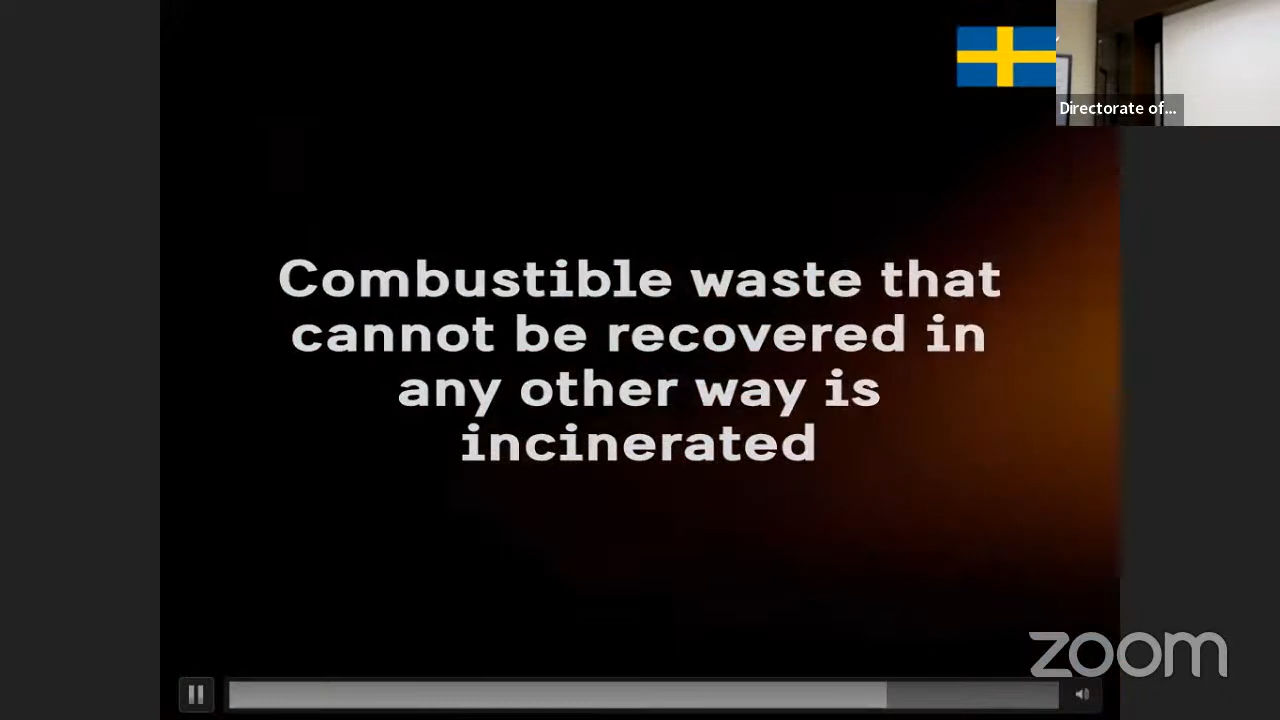 Directorate of...
Combustible waste that
cannot be recovered in
any other way is
incinerated
zoom